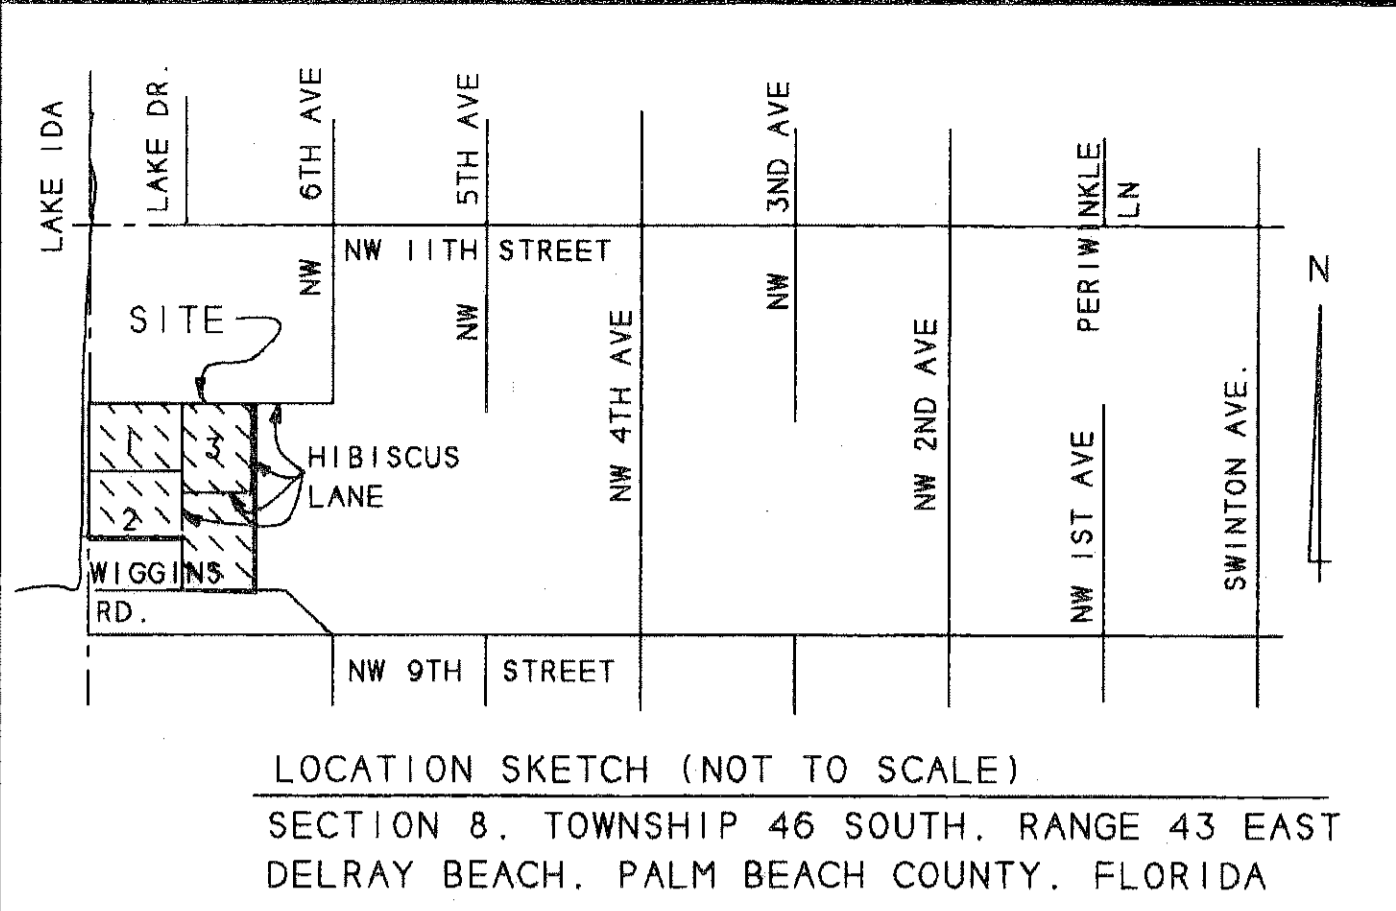 LAKE IDA
LAKE DR.
NW 6TH AVE
NW 5TH AVE
NW 3ND AVE
PERIWINKLE
LN
NW 11TH STREET
N
SITE
NW 4TH AVE
NW 2ND AVE
SWINTON AVE.
1
3
HIBISCUS
LANE
2
NW 1ST AVE
WIGGINS
RD.
NW 9TH STREET
LOCATION SKETCH (NOT TO SCALE)
SECTION 8. TOWNSHIP 46 SOUTH. RANGE 43 EAST
DELRAY BEACH. PALM BEACH COUNTY. FLORIDA